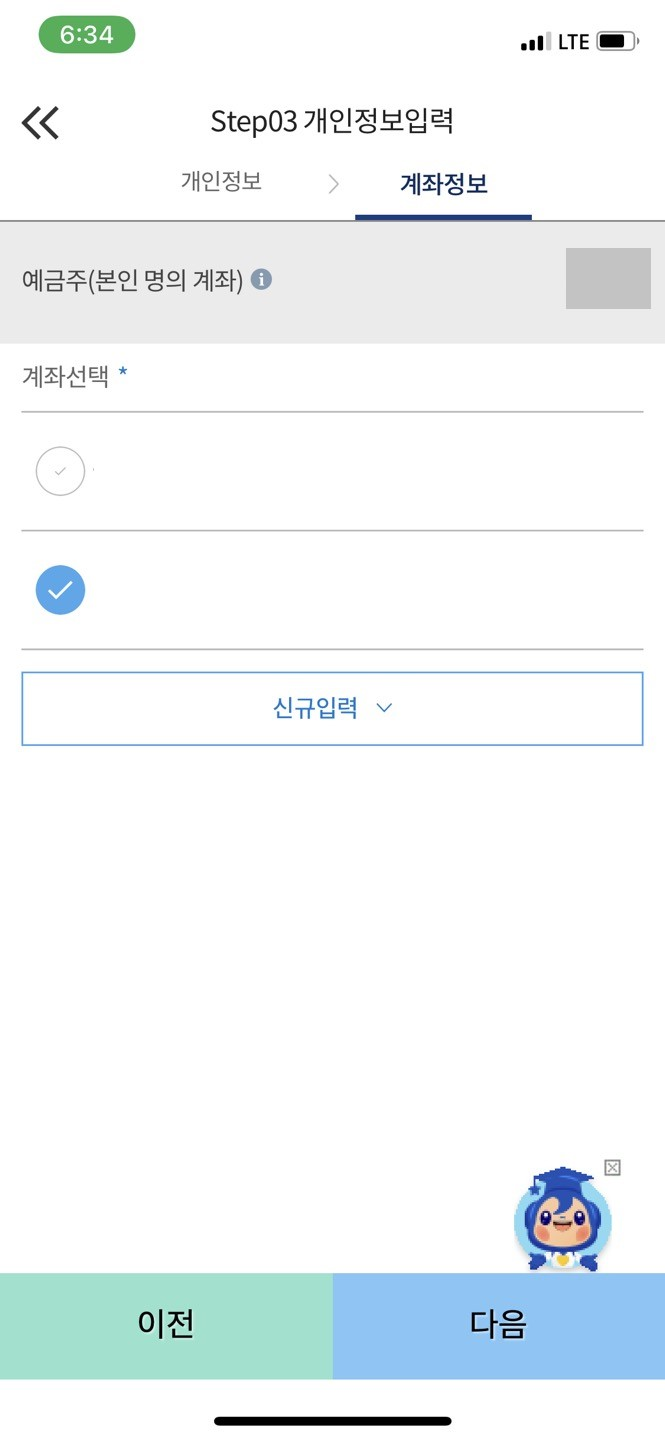 6:34
LTE
Step03 개인정보입력
개인정보
계좌정보
예금주(본인 명의 계좌)
계좌선택 *
신규입력
이전
다음